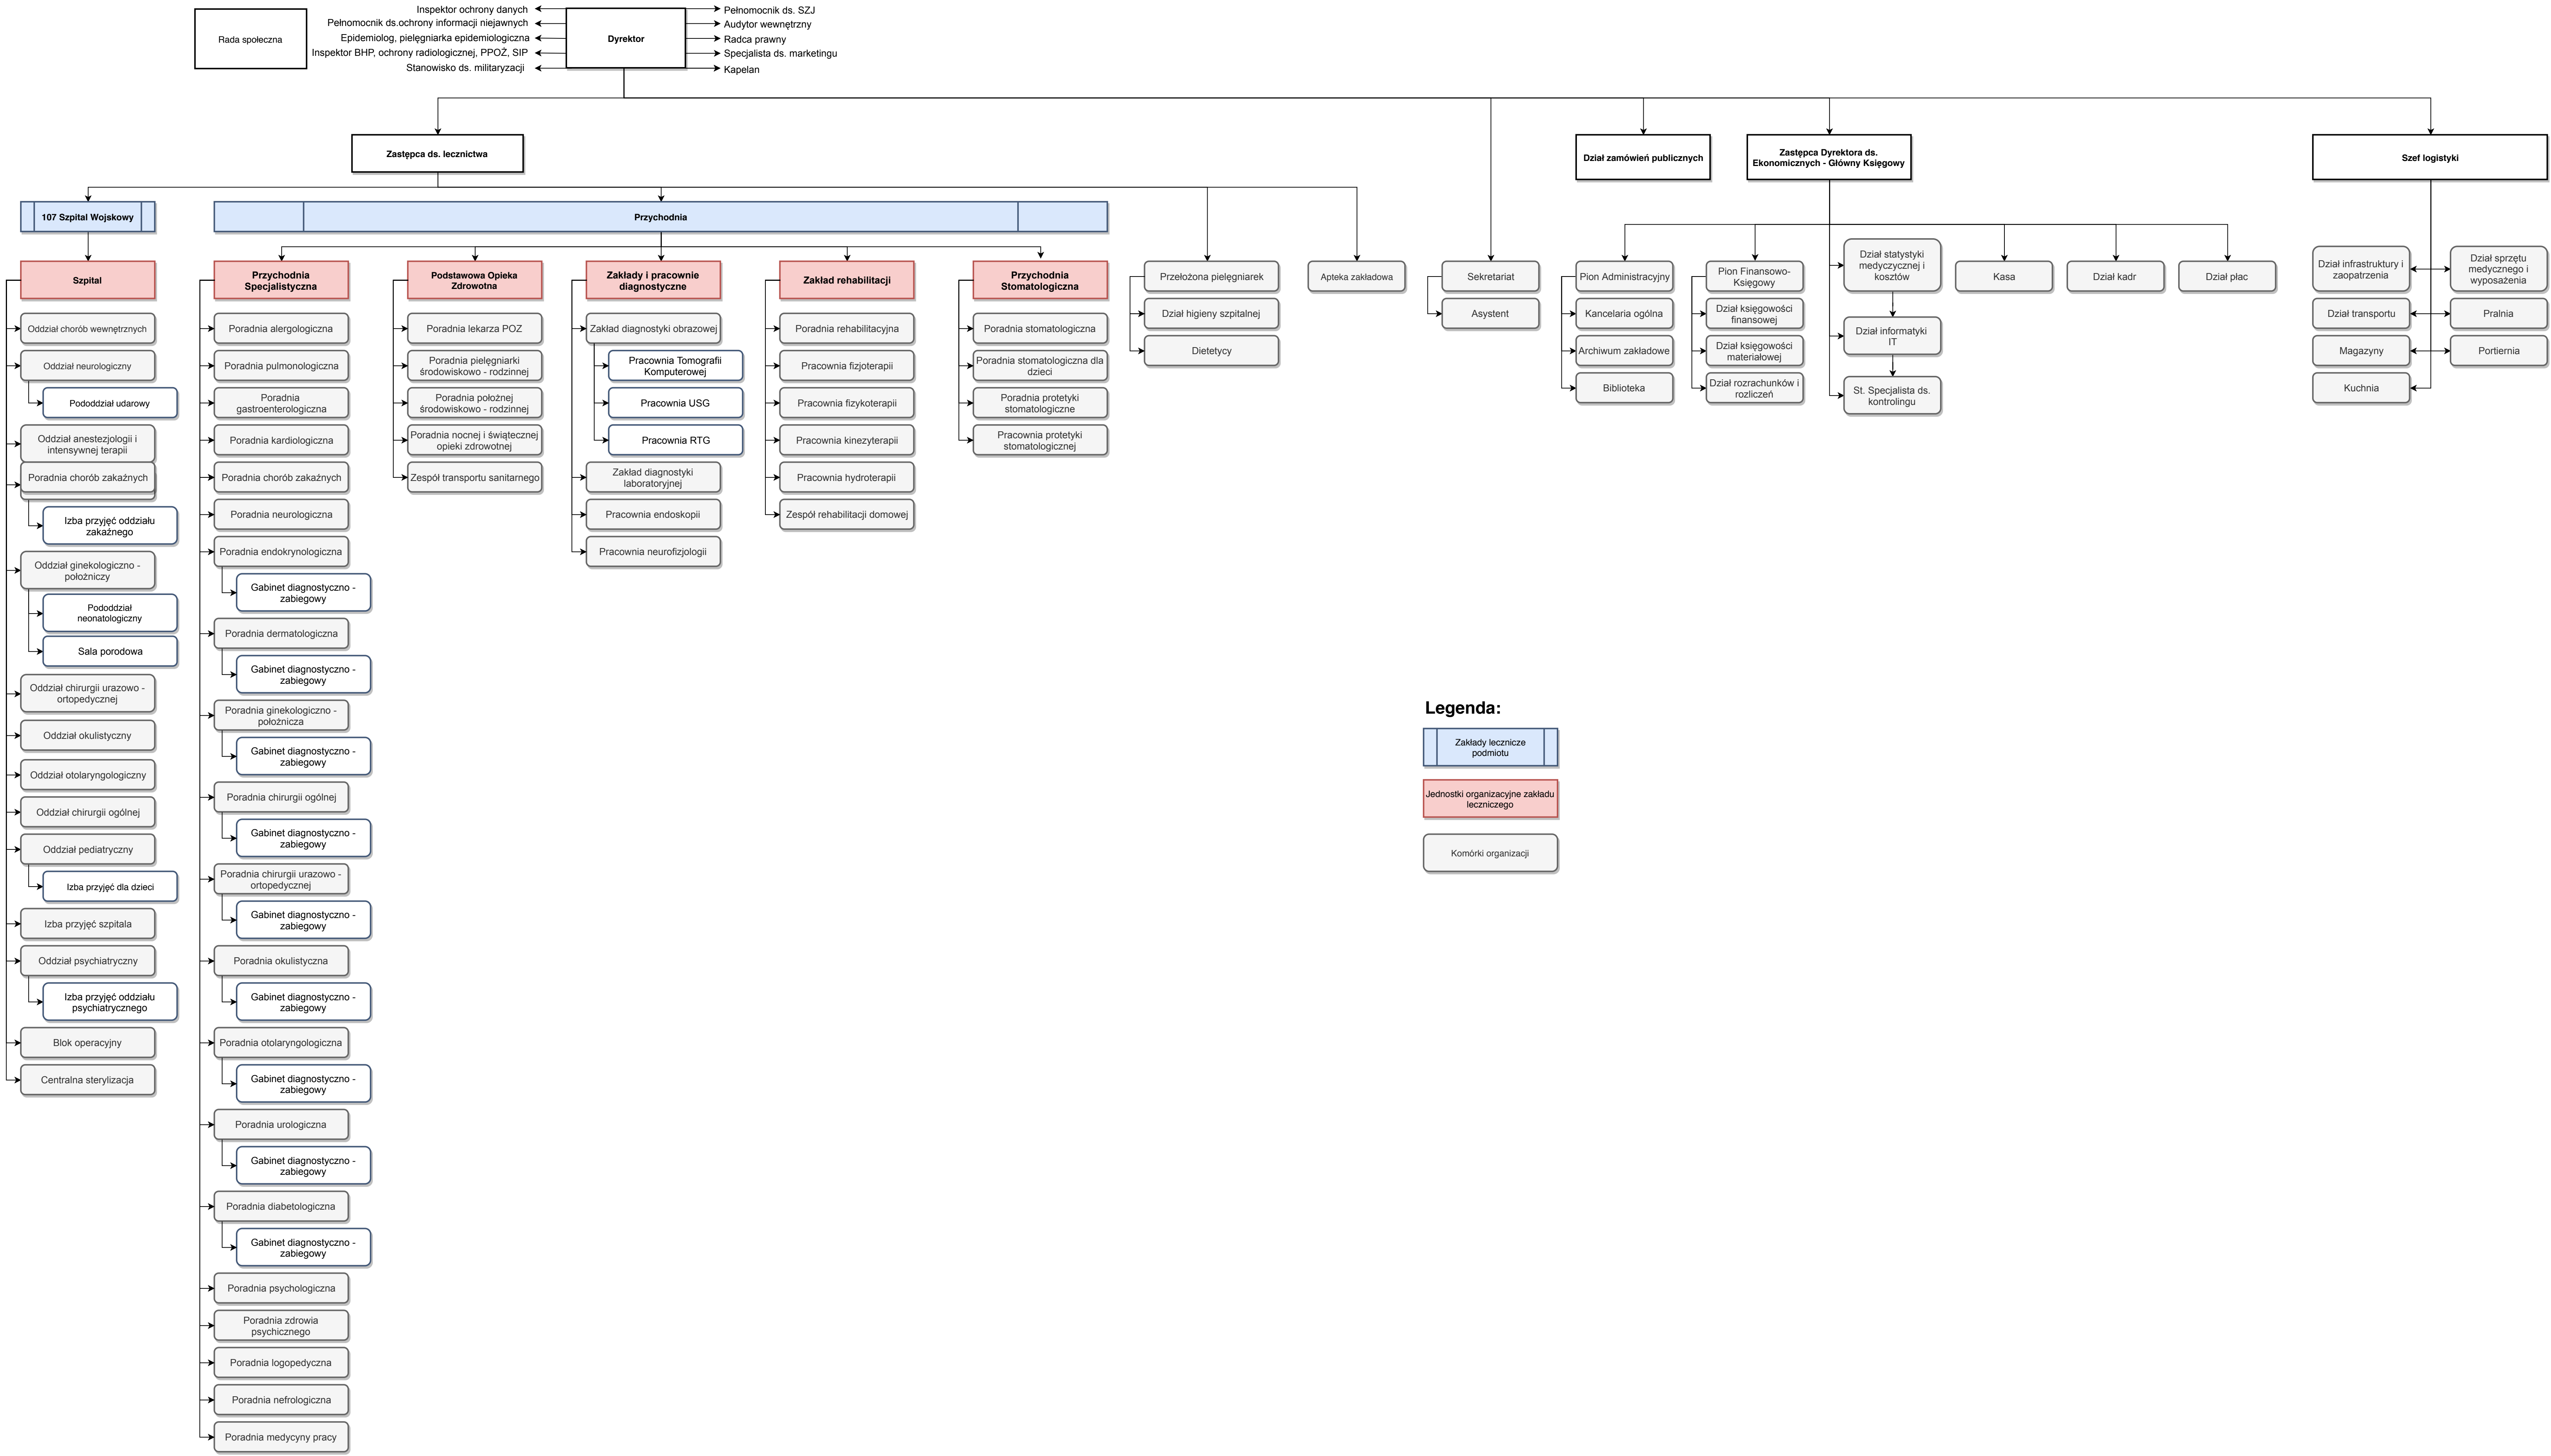 Rada społeczna
Inspektor ochrony danych
Pełnomocnik ds.ochrony informacji niejawnych
Epidemiolog, pielęgniarka epidemiologiczna
Inspektor BHP, ochrony radiologicznej, PPOŻ, SIP
Stanowisko ds. militaryzacji
Dyrektor
Pełnomocnik ds. SZJ
Audytor wewnętrzny
Radca prawny
Specjalista ds. marketingu
Kapelan
Zastępca ds. lecznictwa
Dział zamówień publicznych
Zastępca Dyrektora ds.
Ekonomicznych - Główny Księgowy
Szef logistyki
107 Szpital Wojskowy
Przychodnia
Szpital
Oddział chorób wewnętrznych
Oddział neurologiczny
Pododdział udarowy
Oddział anestezjologii i
intensywnej terapii
Poradnia chorób zakaźnych
Izba przyjęć oddziału
zakaźnego
Oddział ginekologiczno -
położniczy
Pododdział
neonatologiczny
Sala porodowa
Oddział chirurgii urazowo -
ortopedycznej
Oddział okulistyczny
Oddział otolaryngologiczny
Oddział chirurgii ogólnej
Oddział pediatryczny
Izba przyjęć dla dzieci
Izba przyjęć szpitala
Oddział psychiatryczny
Izba przyjęć oddziału
psychiatrycznego
Blok operacyjny
Centralna sterylizacja
Przychodnia
Specjalistyczna
Poradnia alergologiczna
Poradnia pulmonologiczna
Poradnia
gastroenterologiczna
Poradnia kardiologiczna
Poradnia chorób zakaźnych
Poradnia neurologiczna
Poradnia endokrynologiczna
Gabinet diagnostyczno -
zabiegowy
Poradnia dermatologiczna
Gabinet diagnostyczno -
zabiegowy
Poradnia ginekologiczno -
położnicza
Gabinet diagnostyczno -
zabiegowy
Poradnia chirurgii ogólnej
Gabinet diagnostyczno -
zabiegowy
Poradnia chirurgii urazowo -
ortopedycznej
Gabinet diagnostyczno -
zabiegowy
Poradnia okulistyczna
Gabinet diagnostyczno -
zabiegowy
Poradnia otolaryngologiczna
Gabinet diagnostyczno -
zabiegowy
Poradnia urologiczna
Gabinet diagnostyczno -
zabiegowy
Poradnia diabetologiczna
Gabinet diagnostyczno -
zabiegowy
Poradnia psychologiczna
Poradnia zdrowia
psychicznego
Poradnia logopedyczna
Poradnia nefrologiczna
Poradnia medycyny pracy
Podstawowa Opieka
Zdrowotna
Poradnia lekarza POZ
Poradnia pielęgniarki
środowiskowo - rodzinnej
Poradnia położnej
środowiskowo - rodzinnej
Poradnia nocnej i świątecznej
opieki zdrowotnej
Zespół transportu sanitarnego
Zakłady i pracownie
diagnostyczne
Zakład diagnostyki obrazowej
Pracownia Tomografii
Komputerowej
Pracownia USG
Pracownia RTG
Zakład diagnostyki
laboratoryjnej
Pracownia endoskopii
Pracownia neurofizjologii
Zakład rehabilitacji
Poradnia rehabilitacyjna
Pracownia fizjoterapii
Pracownia fizykoterapii
Pracownia kinezyterapii
Pracownia hydroterapii
Zespół rehabilitacji domowej
Przychodnia
Stomatologiczna
Poradnia stomatologiczna
Poradnia stomatologiczna dla
dzieci
Poradnia protetyki
stomatologiczne
Pracownia protetyki
stomatologicznej
Przełożona pielęgniarek
Dział higieny szpitalnej
Dietetycy
Apteka zakładowa
Sekretariat
Asystent
Pion Administracyjny
Kancelaria ogólna
Archiwum zakładowe
Biblioteka
Pion Finansowo-
Księgowy
Dział księgowości
finansowej
Dział księgowości
materiałowej
Dział rozrachunków i
rozliczeń
Dział statystyki
medyczycznej i
kosztów
Dział informatyki
IT
St. Specjalista ds.
kontrolingu
Kasa
Dział kadr
Dział płac
Dział infrastruktury i
zaopatrzenia
Dział transportu
Magazyny
Kuchnia
Dział sprzętu
medycznego i
wyposażenia
Pralnia
Portiernia
Legenda:
Zakłady lecznicze
podmiotu
Jednostki organizacyjne zakładu
leczniczego
Komórki organizacji